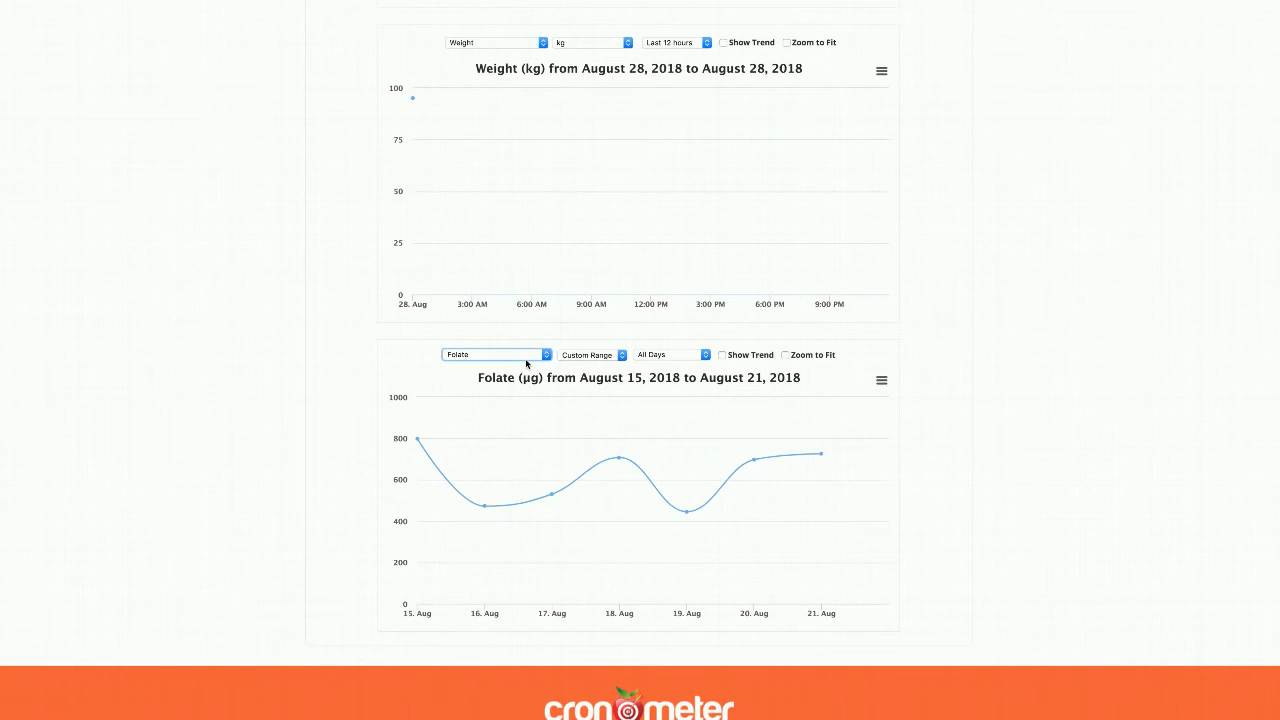 Weight kg Last 12 hours Show Trend Zoom to Fit
Weight (kg) from August 28, 2018 to August 28, 2018
100
75
50
25
0
28. Aug 3:00 AM 6:00 AM 9:00 AM 12:00 PM 3:00 PM 6:00 PM 9:00 PM
Folate Custom Range All Days Show Trend Zoom to Fit
Folate (µg) from August 15, 2018 to August 21, 2018
1000
800
600
400
200
0
15. Aug 16. Aug 17. Aug 18. Aug 19. Aug 20. Aug 21. Aug
cronometer